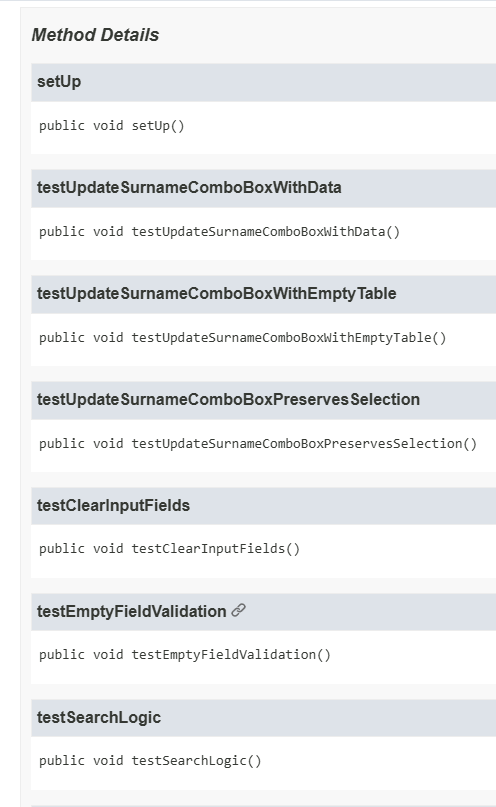 Method Details
setUp
public void setUp()
testUpdateSurnameComboBoxWithData
public void testUpdateSurnameComboBoxWithData()
testUpdateSurnameComboBoxWithEmptyTable
public void testUpdateSurnameComboBoxWithEmptyTable()
testUpdateSurnameComboBoxPreservesSelection
public void testUpdateSurnameComboBoxPreservesSelection()
testClearInputFields
public void testClearInputFields()
testEmptyFieldValidation
public void testEmptyFieldValidation()
testSearchLogic
public void testSearchLogic()